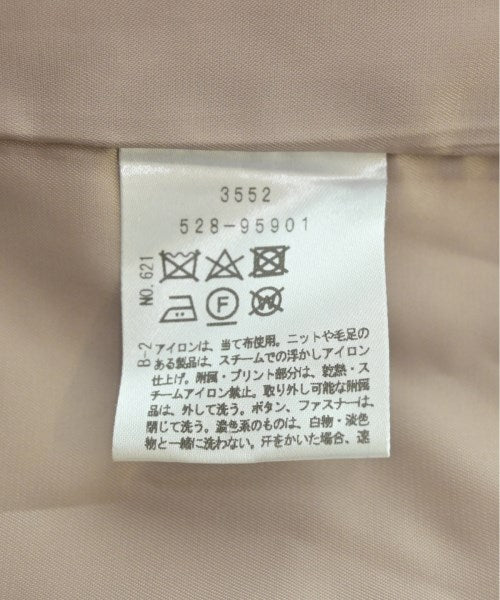 3552
528-95901
NO.621
F
W
B-2
アイロンは、当て布使用。ニットや毛足の
ある製品は、スチームでの浮かしアイロン
仕上げ。附属・プリント部分は、乾熱・ス
チームアイロン禁止。取り外し可能な附属
品は、外して洗う。ボタン、ファスナーは
閉じて洗う。濃色系のものは、白物・淡色
物と一緒に洗わない。汗をかいた場合、速